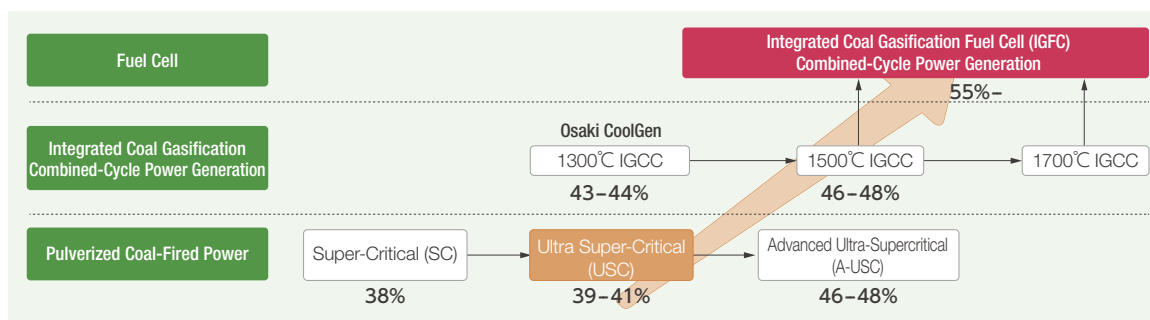 Fuel Cell
Integrated Coal Gasification Fuel Cell (IGFC)
Combined-Cycle Power Generation
55%–
Integrated Coal Gasification
Combined-Cycle Power Generation
Osaki CoolGen
1300℃ IGCC
43–44%
1500℃ IGCC
46–48%
1700℃ IGCC
Pulverized Coal-Fired Power
Super-Critical (SC)
38%
Ultra Super-Critical
(USC)
39–41%
Advanced Ultra-Supercritical
(A-USC)
46–48%